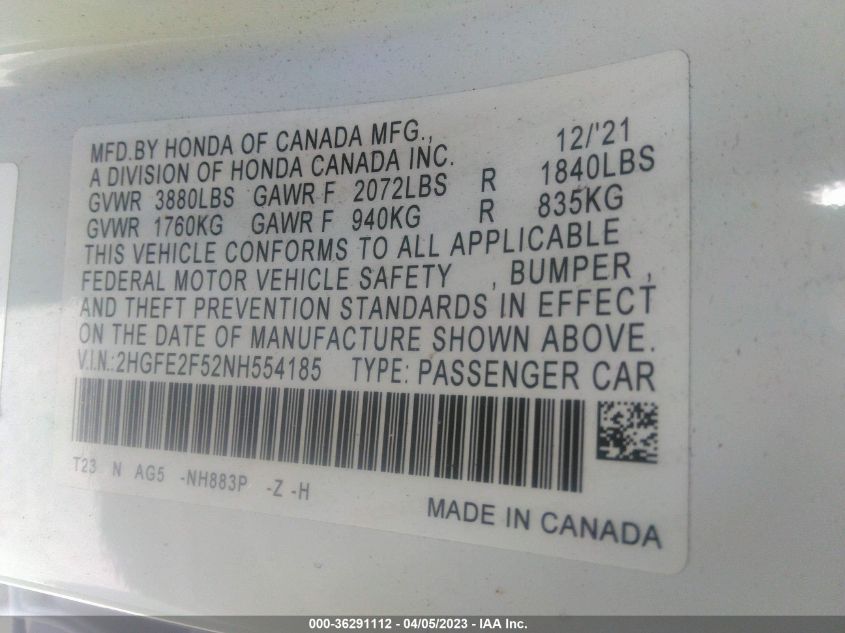 MFD.BY HONDA OF CANADA MFG., 12/'21
A DIVISION OF HONDA CANADA INC.
GVWR 3880LBS GAWR F 2072LBS R 1840LBS
GVWR 1760KG GAWR F 940KG R 835KG
THIS VEHICLE CONFORMS TO ALL APPLICABLE
FEDERAL MOTOR VEHICLE SAFETY , BUMPER ,
AND THEFT PREVENTION STANDARDS IN EFFECT
ON THE DATE OF MANUFACTURE SHOWN ABOVE.
V.I.N.:2HGFE2F52NH554185 TYPE: PASSENGER CAR
T23 N AG5 -NH883P -Z -H
MADE IN CANADA
000-36291112 - 04/05/2023 - IAA Inc.